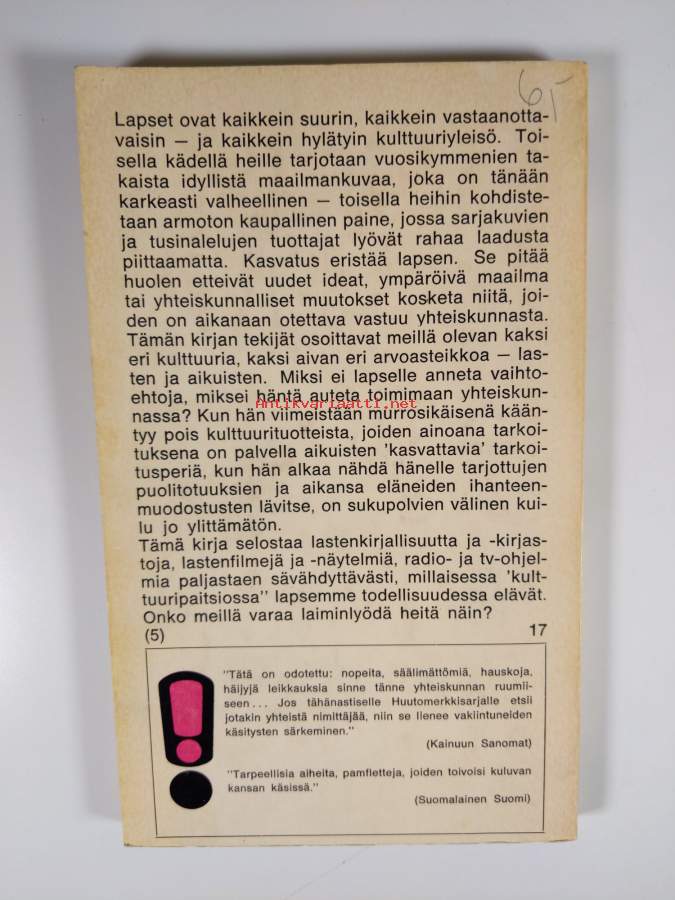 6,-
Lapset ovat kaikkein suurin, kaikkein vastaanotta-
vaisin — ja kaikkein hylätyin kulttuuriyleisö. Toi-
sella kädellä heille tarjotaan vuosikymmenien ta-
kaista idyllistä maailmankuvaa, joka on tänään
karkeasti valheellinen — toisella heihin kohdiste-
taan armoton kaupallinen paine, jossa sarjakuvien
ja tusinalelujen tuottajat lyövät rahaa laadusta
piittaamatta. Kasvatus eristää lapsen. Se pitää
huolen etteivät uudet ideat, ympäröivä maailma
tai yhteiskunnalliset muutokset kosketa niitä, joi-
den on aikanaan otettava vastuu yhteiskunnasta.
Tämän kirjan tekijät osoittavat meillä olevan kaksi
eri kulttuuria, kaksi aivan eri arvoasteikkoa — las-
ten ja aikuisten. Miksi ei lapselle anneta vaihto-
ehtoja, miksei häntä auteta toimimaan yhteiskun-
Antikvariaatti.net
nassa? Kun hän viimeistään murrosikäisenä kään-
tyy pois kulttuurituotteista, joiden ainoana tarkoi-
tuksena on palvella aikuisten 'kasvattavia' tarkoi-
tusperiä, kun hän alkaa nähdä hänelle tarjottujen
puolitotuuksien ja aikansa eläneiden ihanteen-
muodostusten lävitse, on sukupolvien välinen kui-
lu jo ylittämätön.
Tämä kirja selostaa lastenkirjallisuutta ja -kirjas-
toja, lastenfilmejä ja -näytelmiä, radio- ja tv-ohjel-
mia paljastaen sävähdyttävästi, millaisessa 'kult-
tuuripaitsiossa" lapsemme todellisuudessa elävät.
Onko meillä varaa laiminlyödä heitä näin?
(5) 17
"Tätä on odotettu: nopeita, säälimättömiä, hauskoja,
häijyjä leikkauksia sinne tänne yhteiskunnan ruumii-
seen... Jos tähänastiselle Huutomerkkisarjalle etsii
jotakin yhteistä nimittäjää, niin se lienee vakiintuneiden
käsitysten särkeminen."
(Kainuun Sanomat)
"Tarpeellisia aiheita, pamfletteja, joiden toivoisi kuluvan
kansan käsissä."
(Suomalainen Suomi)